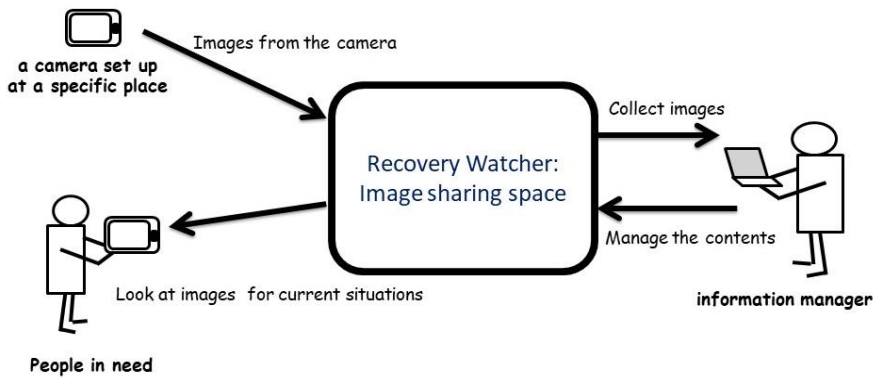 Images from the camera
a camera set up
at a specific place
Collect images
Recovery Watcher:
Image sharing space
Manage the contents
Look at images for current situations
information manager
People in need